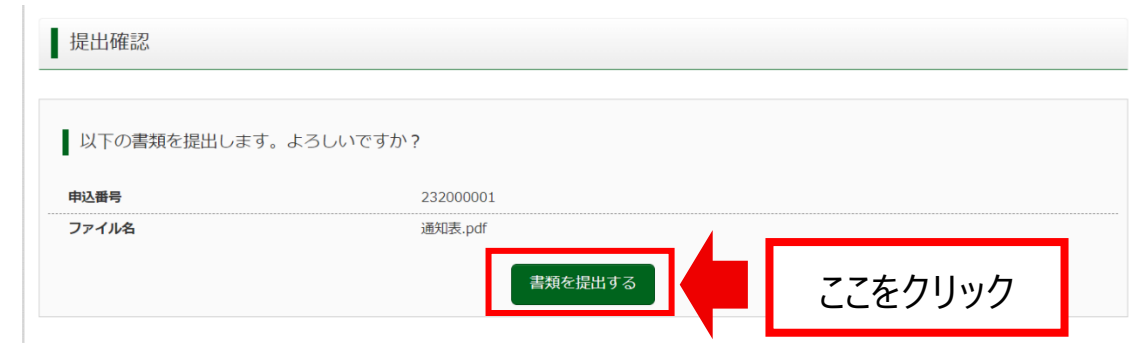 提出確認
以下の書類を提出します。よろしいですか？
申込番号 232000001
ファイル名 通知表.pdf
書類を提出する
ここをクリック